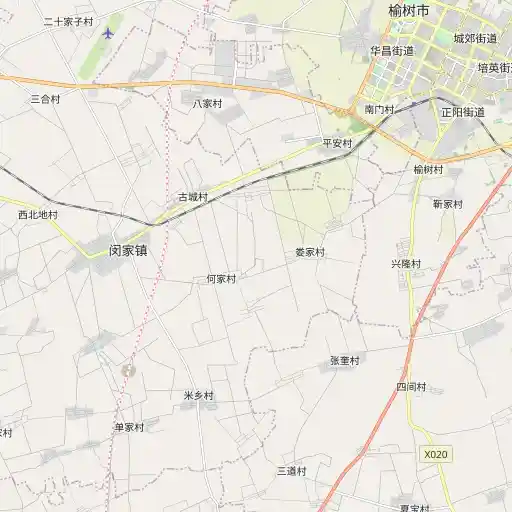 榆树市
二十家子村
城郊街道
华昌街道
培英街
三合村
八家村
南门村
正阳街道
平安村
榆树村
古城村
靳家村
西北地村
闵家镇
娄家村
兴隆村
何家村
张奎村
四间村
米乡村
单家村
家村
X020
三道村
夏宝村